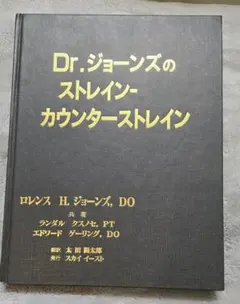 Dr.ジョーンズの
ストレイン-
カウンターストレイン
ロレンス H.ジョーンズ, DO
共 著
ランダル クスノセ, PT
エドワード ゲーリング, DO
翻訳 太田 陽太郎
発行 スカイ イースト